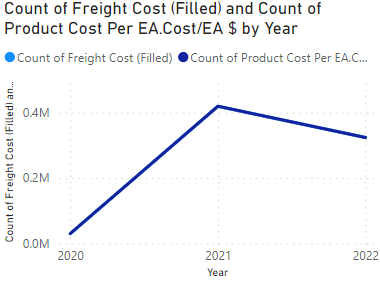 Count of Freight Cost (Filled) and Count of
Product Cost Per EA.Cost/EA $ by Year
Count of Freight Cost (Filled) Count of Product Cost Per EA.C...
Count of Freight Cost (Filled) an...
0.4M
0.2M
0.0M
2020 2021 2022
Year